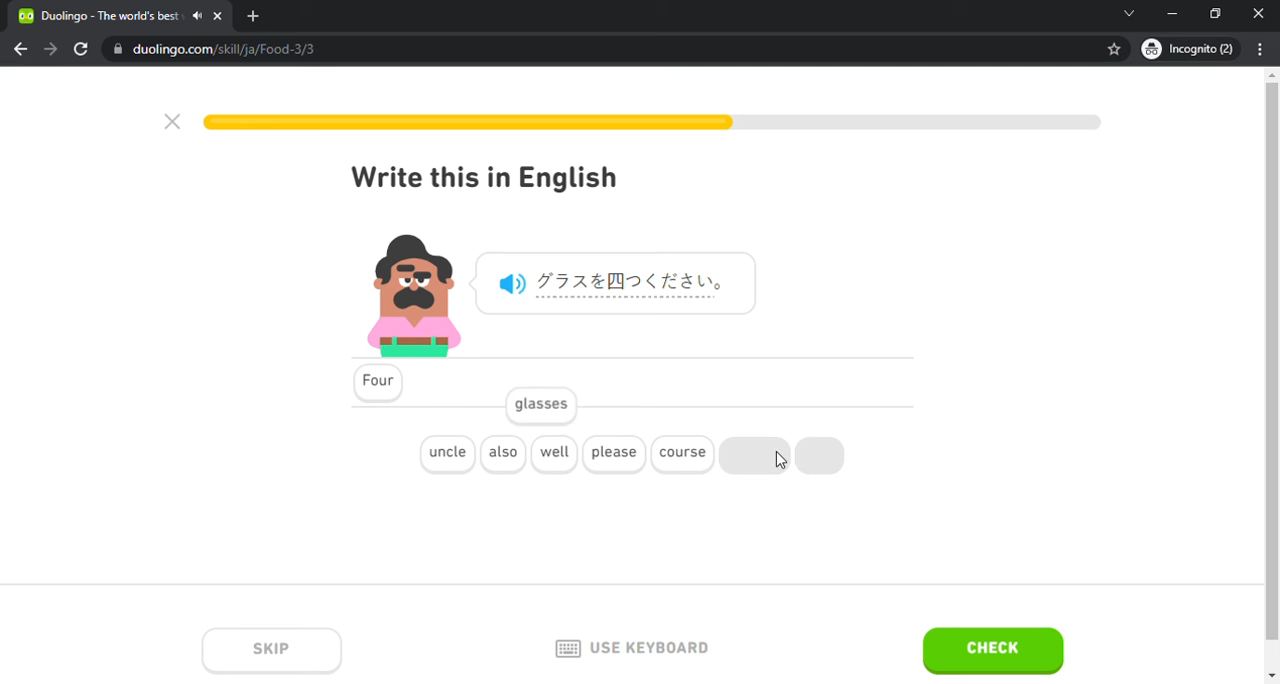 Duolingo - The world's best
duolingo.com/skill/ja/Food-3/3
Incognito (2)
Write this in English
グラスを四つください。
Four
glasses
uncle also well please course
SKIP
USE KEYBOARD
CHECK